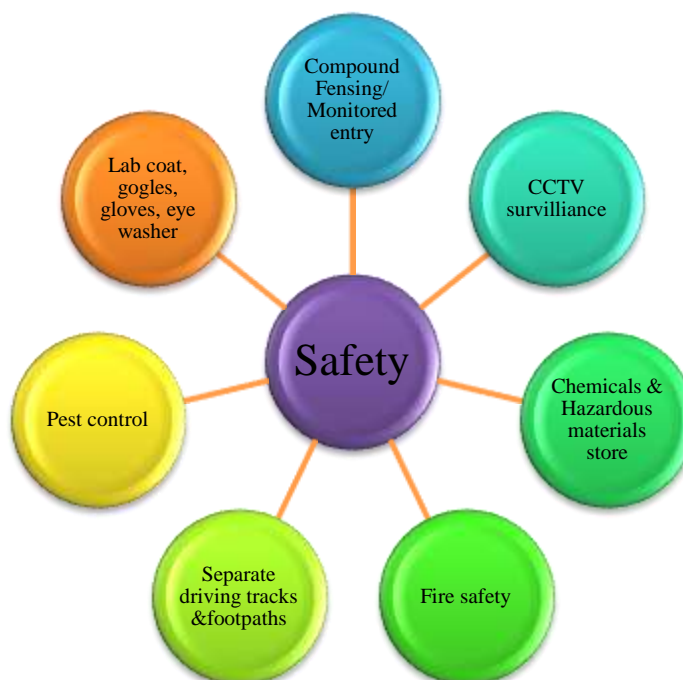 Compound
Fensing/
Monitored
entry
CCTV
survilliance
Chemicals &
Hazardous
materials
store
Fire safety
Separate
driving tracks
&footpaths
Pest control
Lab coat,
gogles,
gloves, eye
washer
Safety